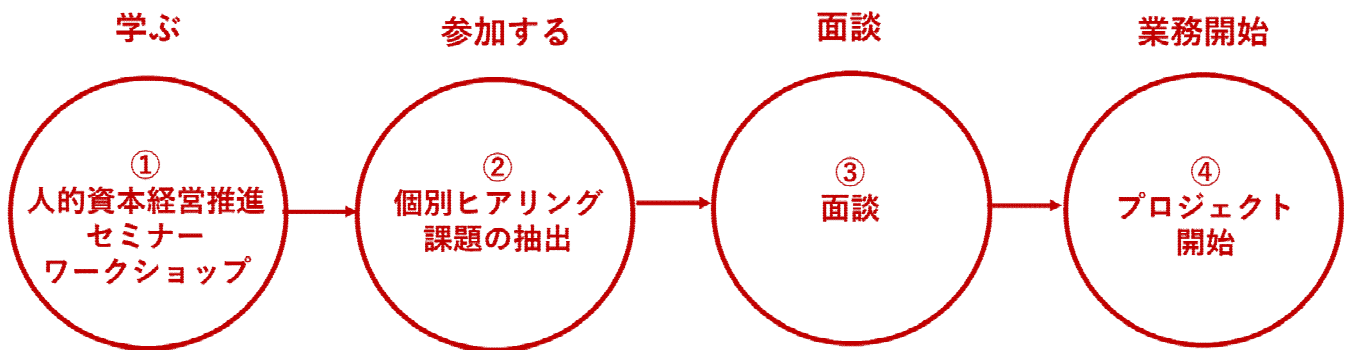 学ぶ
参加する
面談
業務開始
①
人的資本経営推進
セミナー
ワークショップ
②
個別ヒアリング
課題の抽出
③
面談
④
プロジェクト
開始